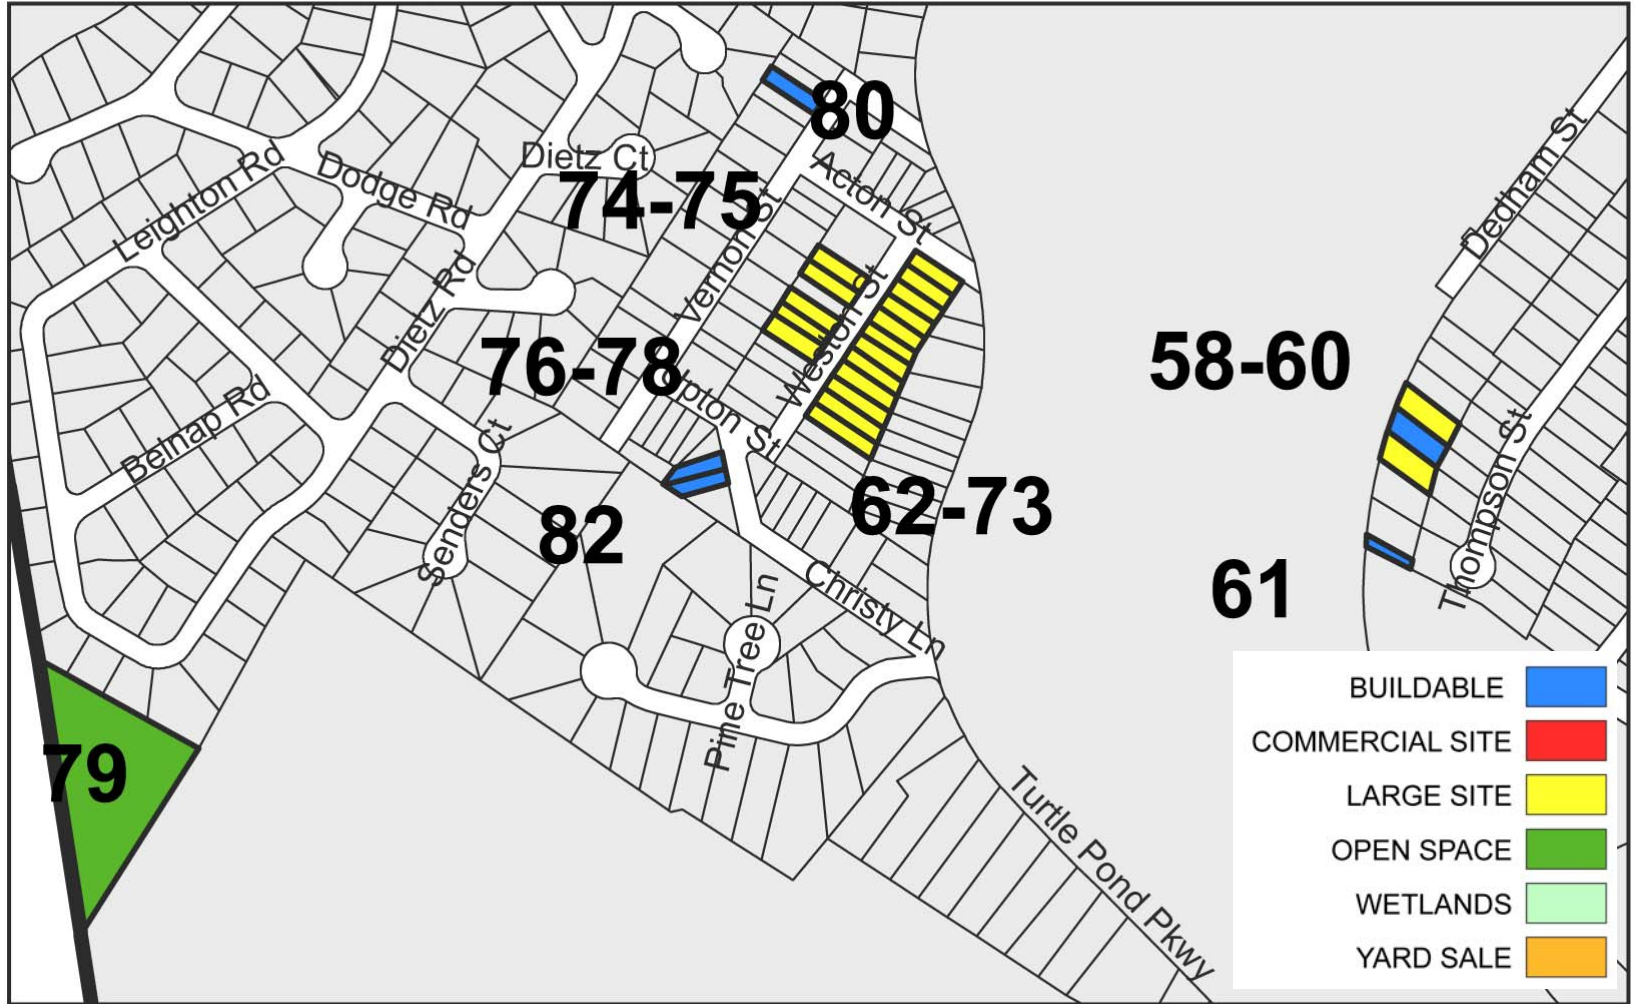 80
Dietz Ct
Acton St
Dedham St
Leighton Rd
Dodge Rd
74-75
Vernon St
Dietz Rd
Weston St
76-78
58-60
Upton St
Belnap Rd
Senders Ct
82
62-73
Thompson St
61
Christy Ln
Pine Tree Ln
79
Turtle Pond Pkwy
BUILDABLE
COMMERCIAL SITE
LARGE SITE
OPEN SPACE
WETLANDS
YARD SALE